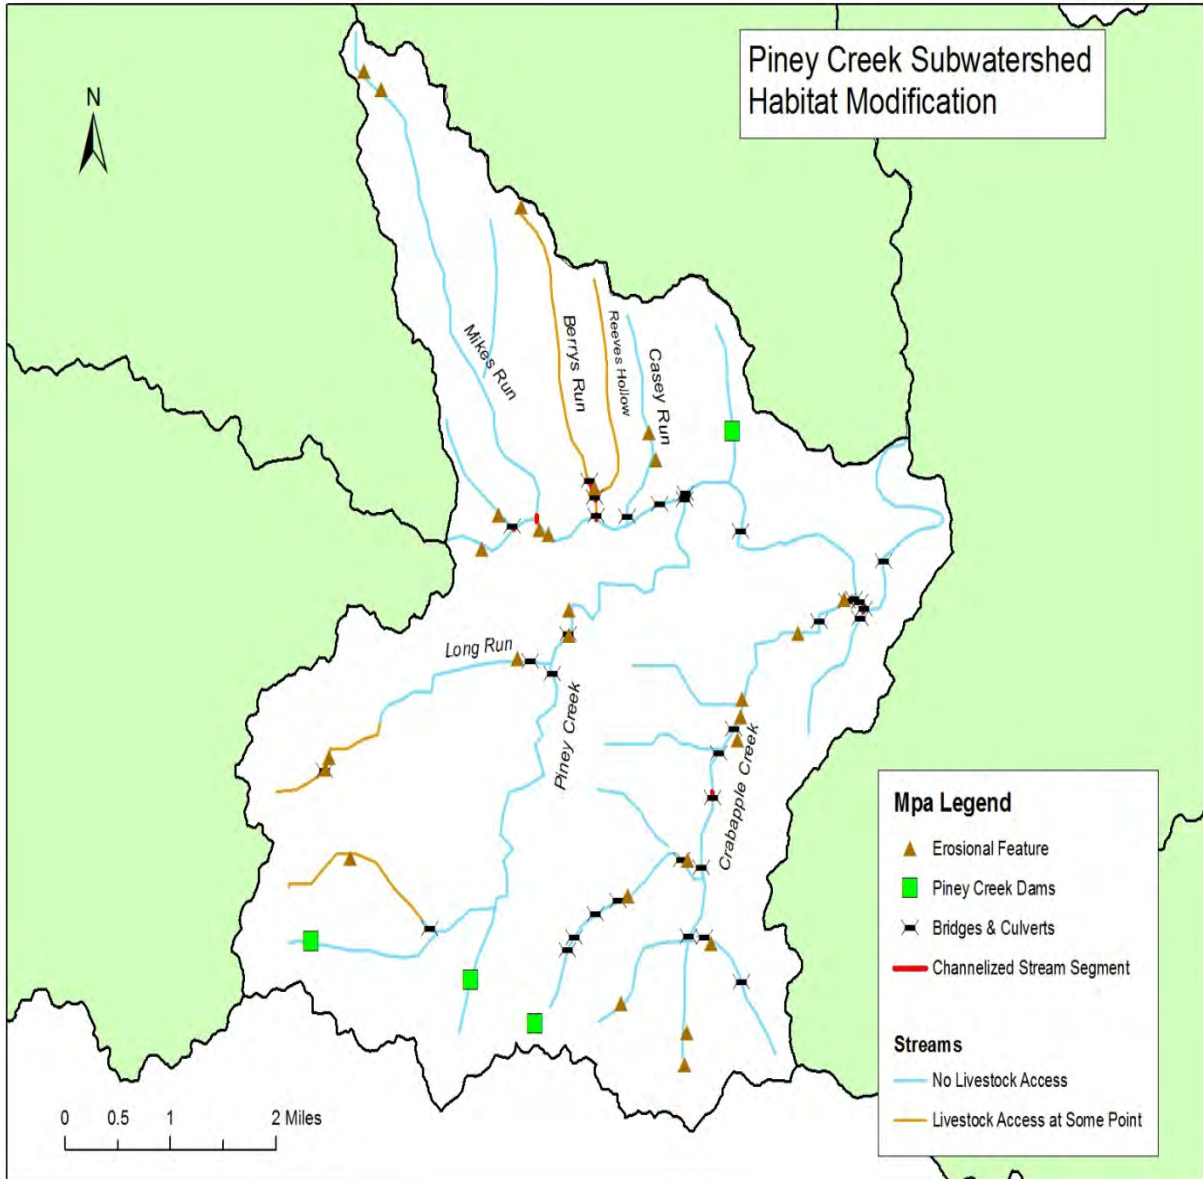 Piney Creek Subwatershed
Habitat Modification
N
Mikes Run
Berrys Run
Reeves Hollow
Casey Run
Long Run
Piney Creek
Crabapple Creek
Mpa Legend
Erosional Feature
Piney Creek Dams
Bridges & Culverts
Channelized Stream Segment
Streams
No Livestock Access
Livestock Access at Some Point
0 0.5 1 2 Miles